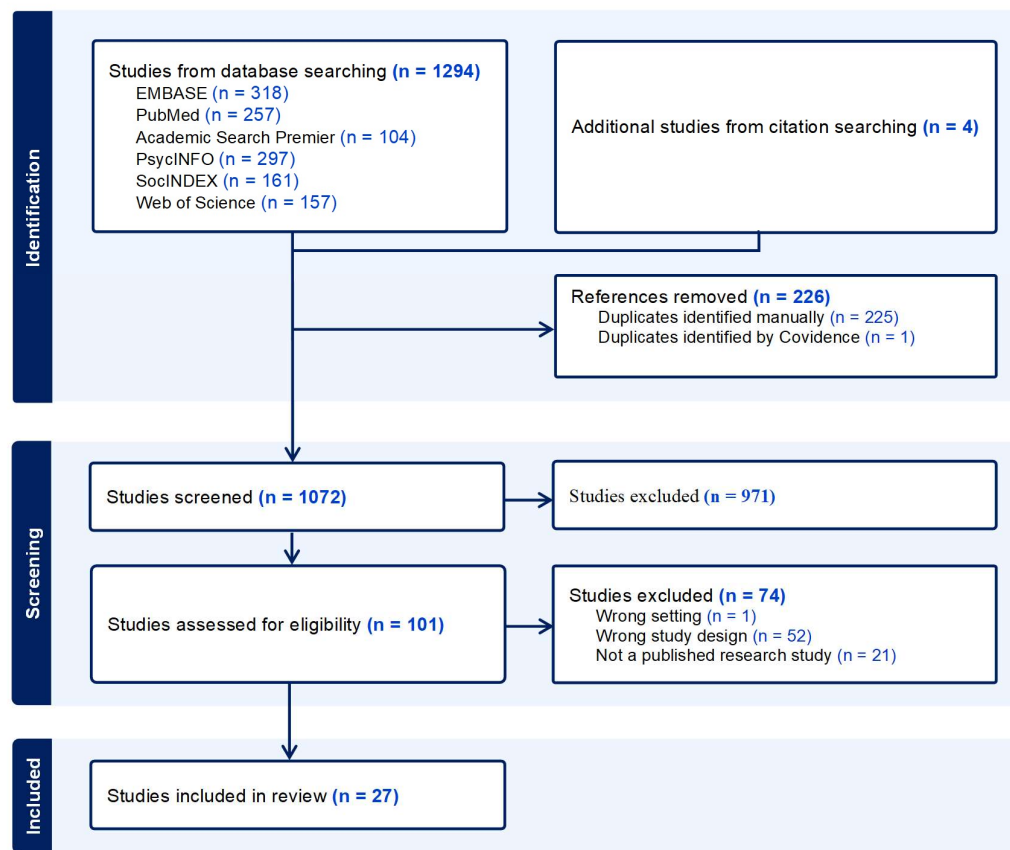 Identification
Studies from database searching (n = 1294)
EMBASE (n = 318)
PubMed (n = 257)
Academic Search Premier (n = 104)
PsycINFO (n = 297)
SocINDEX (n = 161)
Web of Science (n = 157)
Additional studies from citation searching (n = 4)
References removed (n = 226)
Duplicates identified manually (n = 225)
Duplicates identified by Covidence (n = 1)
Screening
Studies screened (n = 1072)
Studies excluded (n = 971)
Studies assessed for eligibility (n = 101)
Studies excluded (n = 74)
Wrong setting (n = 1)
Wrong study design (n = 52)
Not a published research study (n = 21)
Included
Studies included in review (n = 27)